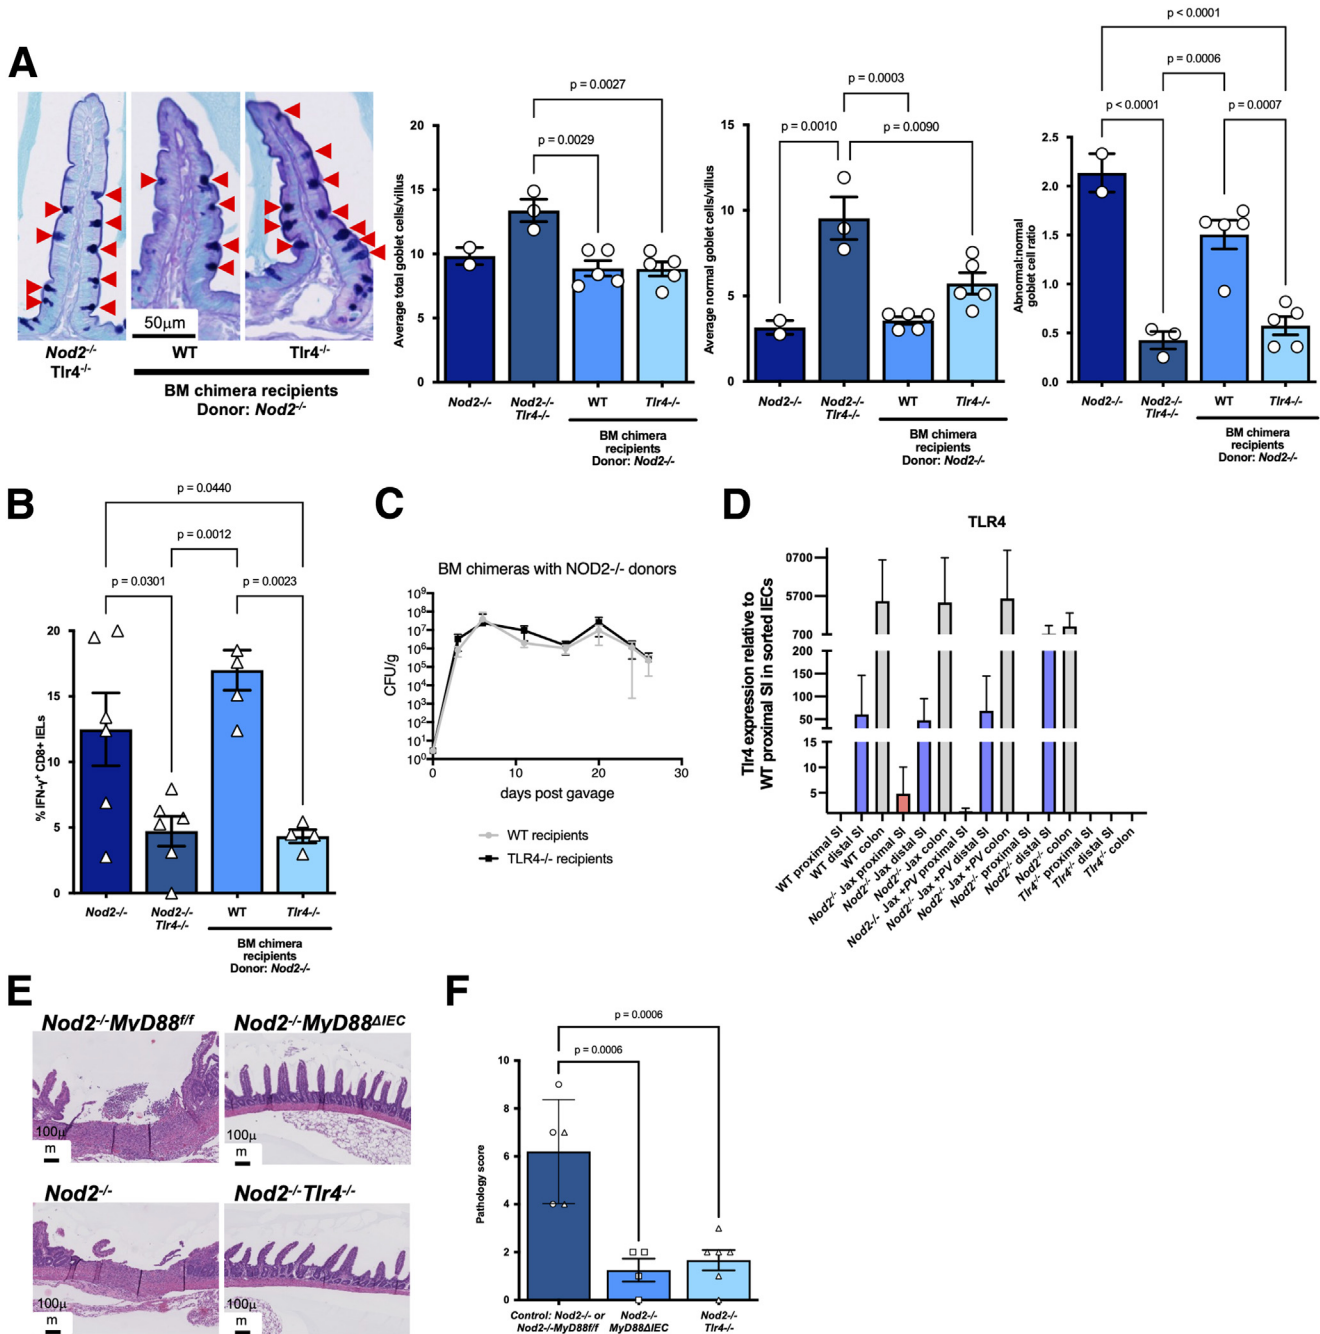 A
50μm
Nod2-/-
Tlr4-/-
WT
Tlr4-/-
BM chimera recipients
Donor: Nod2-/-
Average total goblet cells/villus
20
15
10
5
0
p = 0.0027
p = 0.0029
Nod2-/-
Nod2-/-
Tlr4-/-
WT
Tlr4-/-
BM chimera
recipients
Donor: Nod2-/-
Average normal goblet cells/villus
15
10
5
0
p = 0.0003
p = 0.0010
p = 0.0090
Nod2-/-
Nod2-/-
Tlr4-/-
WT
Tlr4-/-
BM chimera
recipients
Donor: Nod2-/-
Abnormal:normal
goblet cell ratio
2.5
2.0
1.5
1.0
0.5
0.0
p < 0.0001
p = 0.0006
p < 0.0001
p = 0.0007
Nod2-/-
Nod2-/-
Tlr4-/-
WT
Tlr4-/-
BM chimera
recipients
Donor: Nod2-/-
B
% IFN-γ+ CD8+ IELs
20
15
10
5
0
p = 0.0440
p = 0.0012
p = 0.0301
p = 0.0023
Nod2-/-
Nod2-/-
Tlr4-/-
WT
Tlr4-/-
BM chimera
recipients
Donor: Nod2-/-
C
BM chimeras with NOD2-/- donors
CFU/g
10⁹
10⁸
10⁷
10⁶
10⁵
10⁴
10³
10²
10¹
10⁰
0
10
20
30
days post gavage
WT recipients
TLR4-/- recipients
D
TLR4
Tlr4 expression relative to
WT proximal SI in sorted IECs
0700
5700
700
200
150
100
50
15
10
5
WT proximal SI
WT distal SI
WT colon
Nod2-/- Jax proximal SI
Nod2-/- Jax distal SI
Nod2-/- Jax colon
Nod2-/- Jax +PV proximal SI
Nod2-/- Jax +PV distal SI
Nod2-/- Jax +PV colon
Nod2-/- proximal SI
Nod2-/- distal SI
Nod2-/- colon
Tlr4-/- proximal SI
Tlr4-/- distal SI
Tlr4-/- colon
E
Nod2-/-MyD88f/f
Nod2-/-MyD88ΔIEC
100μ
m
100μ
m
Nod2-/-
Nod2-/-Tlr4-/-
100μ
m
100μ
m
F
Pathology score
10
8
6
4
2
0
p = 0.0006
p = 0.0006
Control: Nod2-/- or
Nod2-/-MyD88f/f
Nod2-/-
MyD88ΔIEC
Nod2-/-
Tlr4-/-